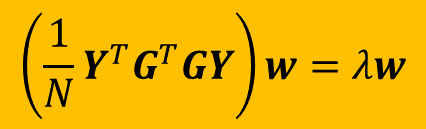 (1/N Y^T G^T G Y) w = λw